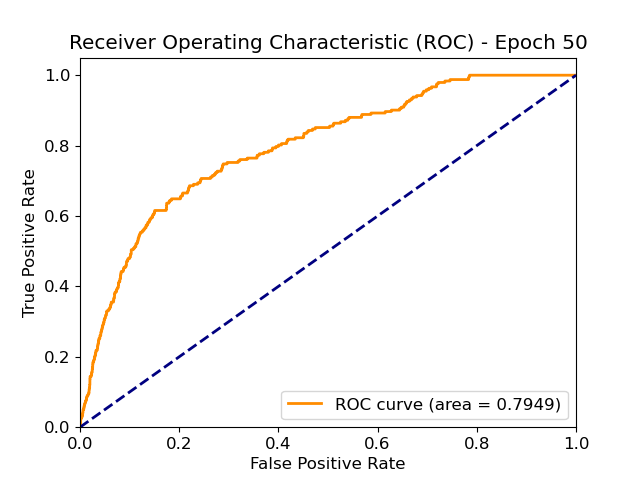 Receiver Operating Characteristic (ROC) - Epoch 50
True Positive Rate
1.0
0.8
0.6
0.4
0.2
0.0
ROC curve (area = 0.7949)
0.0 0.2 0.4 0.6 0.8 1.0
False Positive Rate